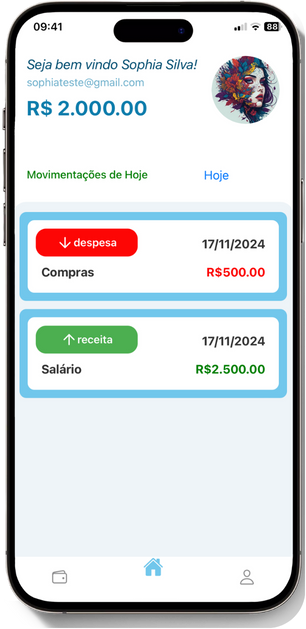 09:41
88
Seja bem vindo Sophia Silva!
sophiateste@gmail.com
R$ 2.000.00
Movimentações de Hoje
Hoje
despesa
17/11/2024
Compras
R$500.00
receita
17/11/2024
Salário
R$2.500.00